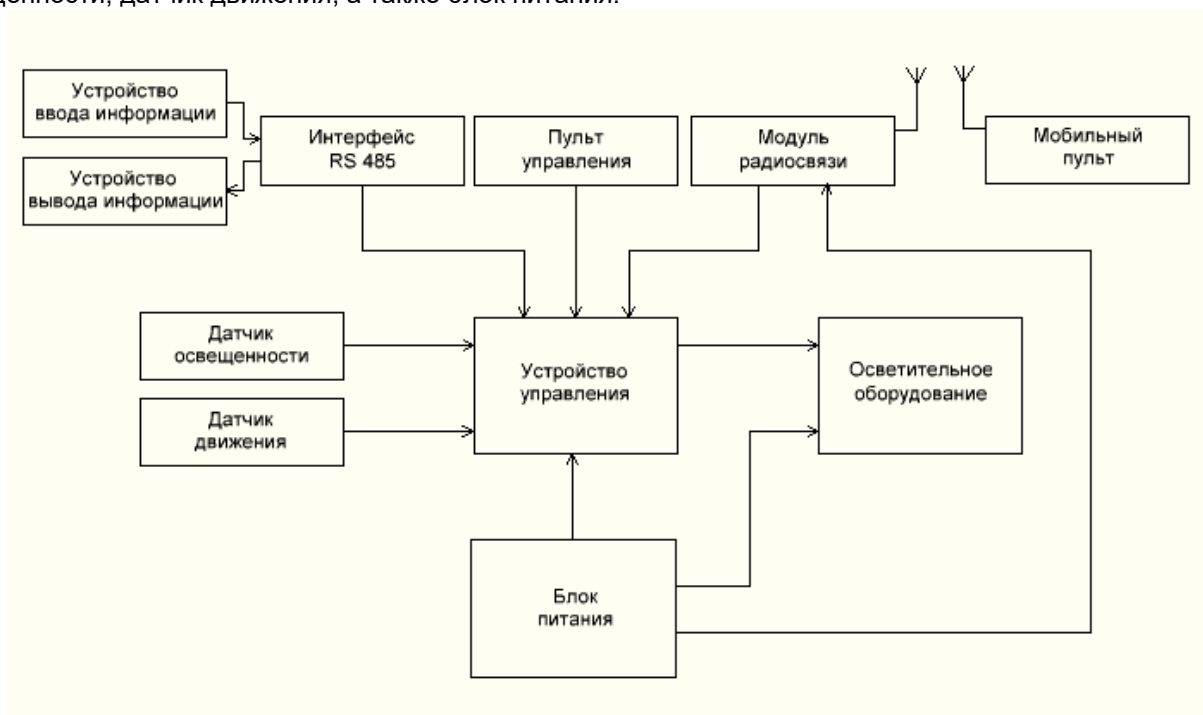 датчик движения, а также блок питания.
Устройство
ввода информации
Устройство
вывода информации
Интерфейс
RS 485
Пульт
управления
Модуль
радиосвязи
Мобильный
пульт
Датчик
освещенности
Датчик
движения
Устройство
управления
Осветительное
оборудование
Блок
питания